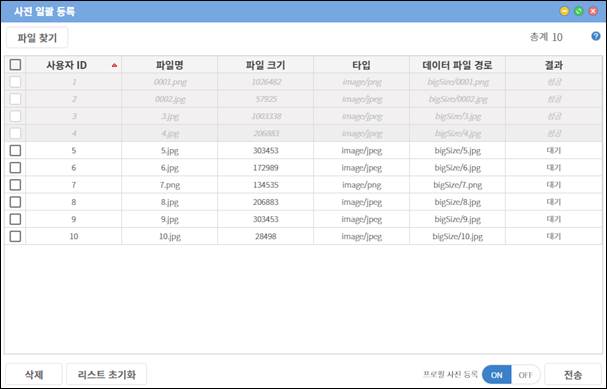 사진 일괄 등록
파일 찾기
총계 10
사용자 ID 파일명 파일 크기 타입 데이터 파일 경로 결과
1 0001.png 1026482 image/png bigSize/0001.png 성공
2 0002.jpg 57925 image/jpeg bigSize/0002.jpg 성공
3 3.jpg 1003338 image/jpeg bigSize/3.jpg 성공
4 4.jpg 206883 image/jpeg bigSize/4.jpg 성공
5 5.jpg 303453 image/jpeg bigSize/5.jpg 대기
6 6.jpg 172989 image/jpeg bigSize/6.jpg 대기
7 7.png 134535 image/png bigSize/7.png 대기
8 8.jpg 206883 image/jpeg bigSize/8.jpg 대기
9 9.jpg 303453 image/jpeg bigSize/9.jpg 대기
10 10.jpg 28498 image/jpeg bigSize/10.jpg 대기
삭제 리스트 초기화 프로필 사진 등록 ON OFF 전송